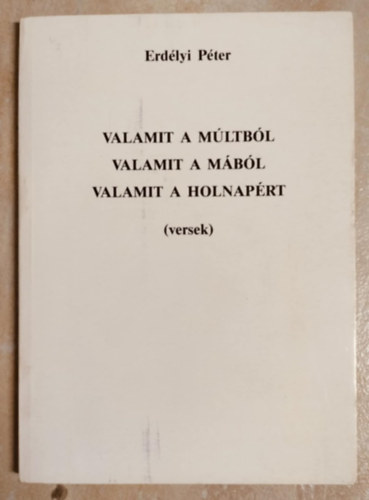 Erdélyi Péter
VALAMIT A MÚLTBÓL
VALAMIT A MÁBÓL
VALAMIT A HOLNAPÉRT
(versek)